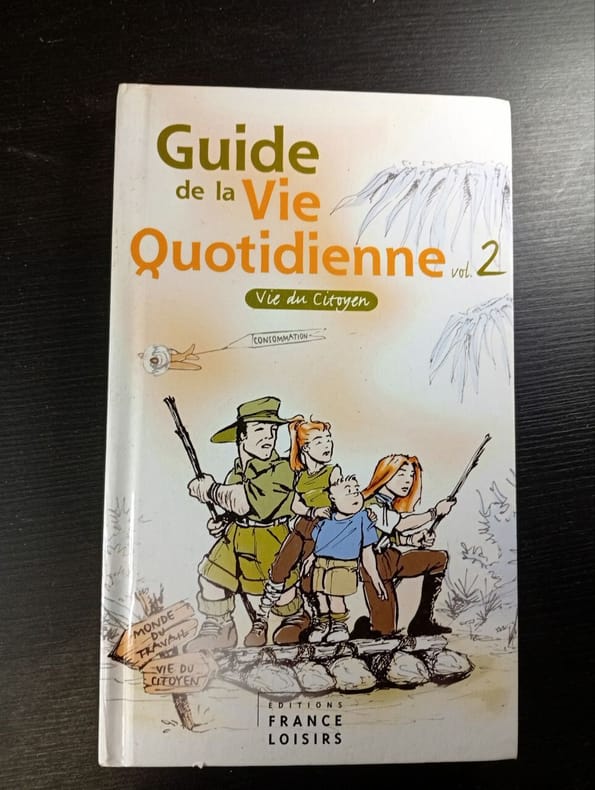 Guide
de la Vie
Quotidienne vol. 2
Vie du Citoyen
CONSOMMATION
MONDE
DU
TRAVAIL
VIE DU
CITOYEN
ÉDITIONS
FRANCE
LOISIRS